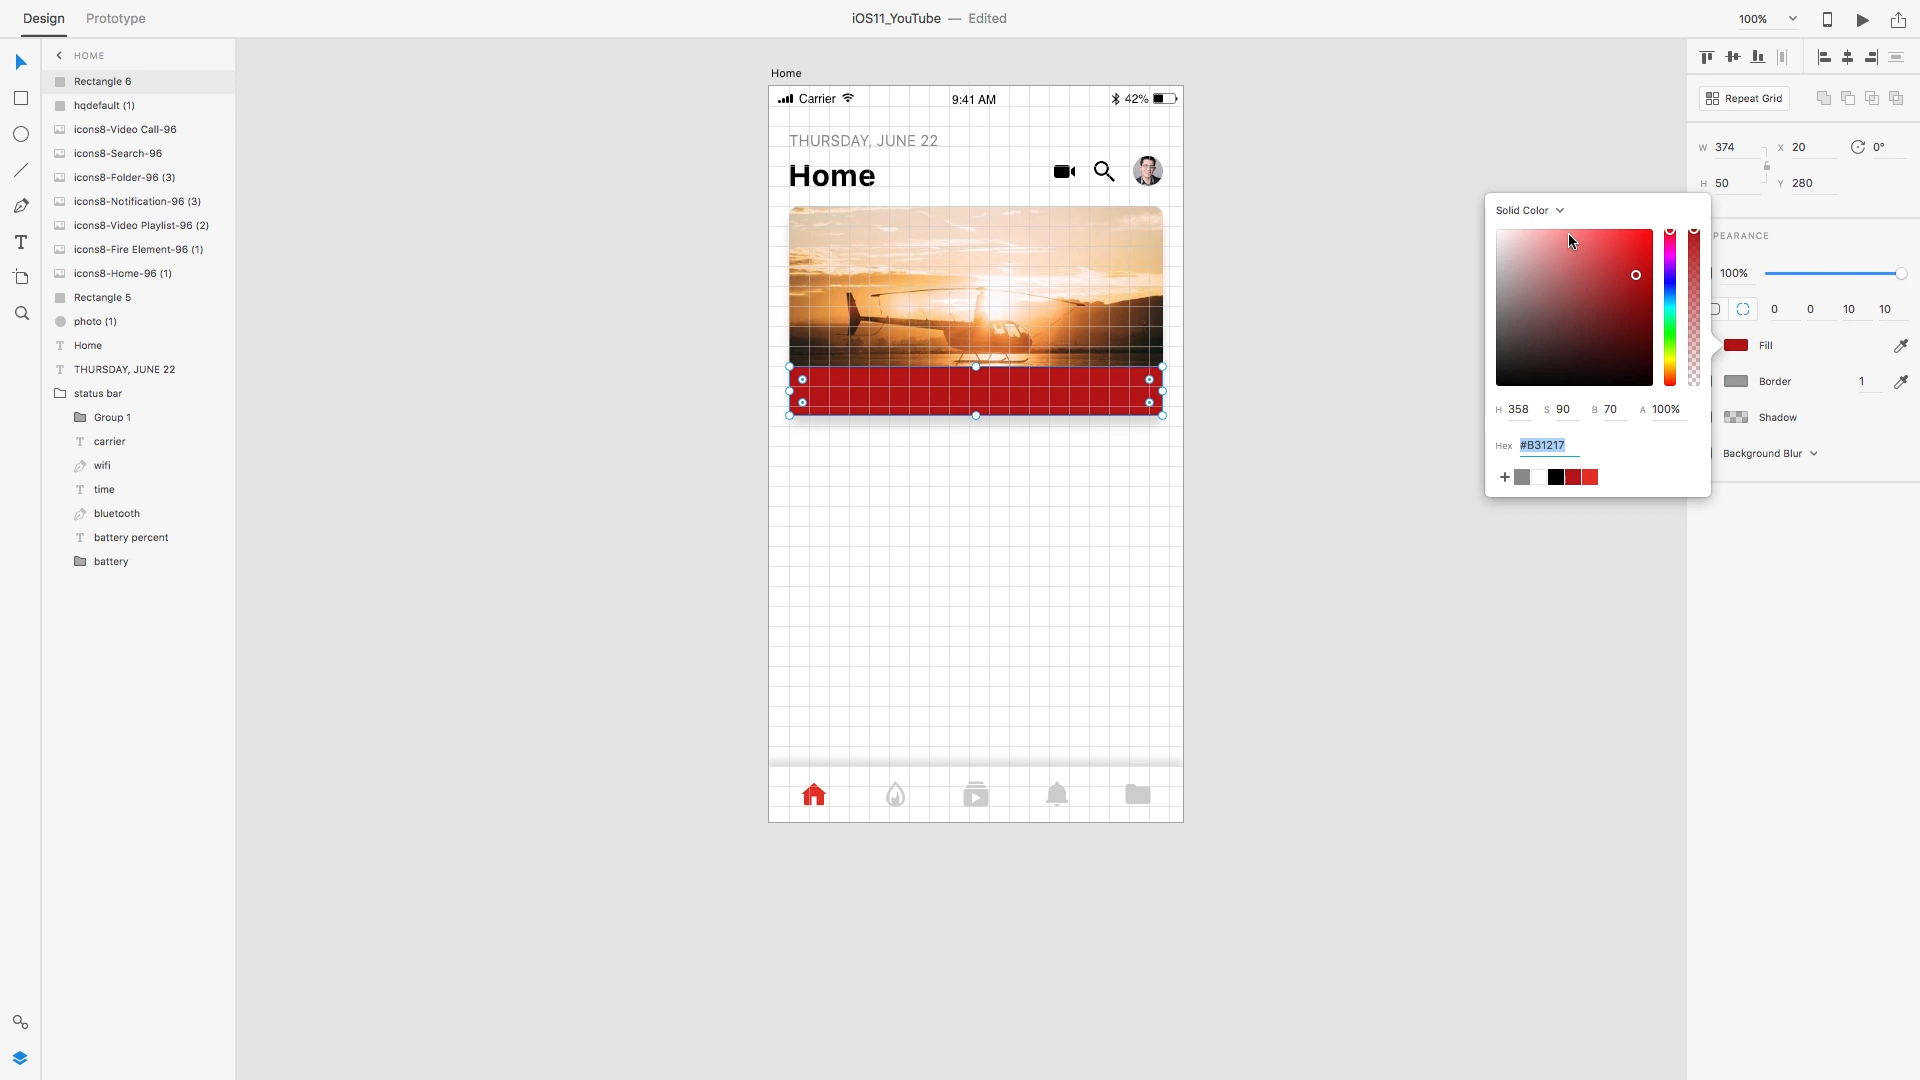 Design
Prototype
iOS11_YouTube — Edited
100%
HOME
Rectangle 6
hqdefault (1)
icons8-Video Call-96
icons8-Search-96
icons8-Folder-96 (3)
icons8-Notification-96 (3)
icons8-Video Playlist-96 (2)
icons8-Fire Element-96 (1)
icons8-Home-96 (1)
Rectangle 5
photo (1)
Home
THURSDAY, JUNE 22
status bar
Group 1
carrier
wifi
time
bluetooth
battery percent
battery
Home
Carrier
9:41 AM
42%
THURSDAY, JUNE 22
Home
Solid Color
H 358 S 90 B 70 A 100%
Hex #B31217
Repeat Grid
W 374 X 20 0°
H 50 Y 280
PEARANCE
100%
0 0 10 10
Fill
Border 1
Shadow
Background Blur